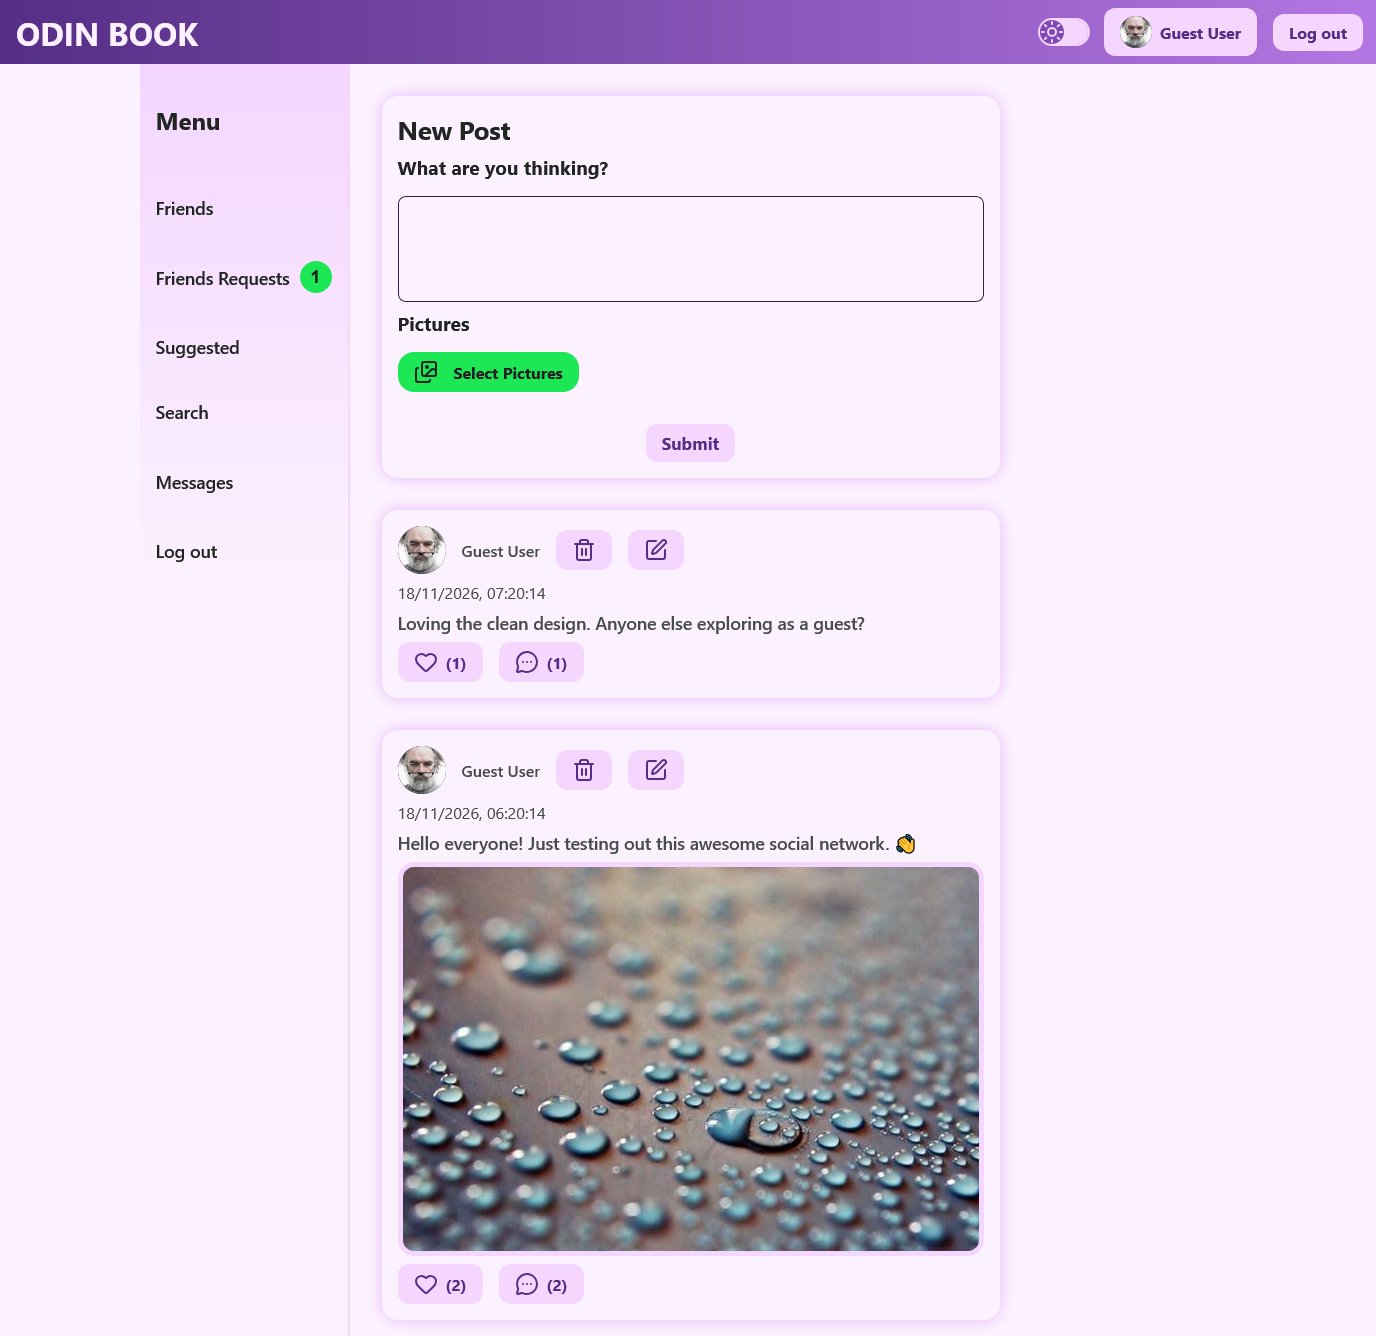 ODIN BOOK
Guest User
Log out
Menu
Friends
Friends Requests 1
Suggested
Search
Messages
Log out
New Post
What are you thinking?
Pictures
Select Pictures
Submit
Guest User
18/11/2026, 07:20:14
Loving the clean design. Anyone else exploring as a guest?
(1) (1)
Guest User
18/11/2026, 06:20:14
Hello everyone! Just testing out this awesome social network. 👋
(2) (2)